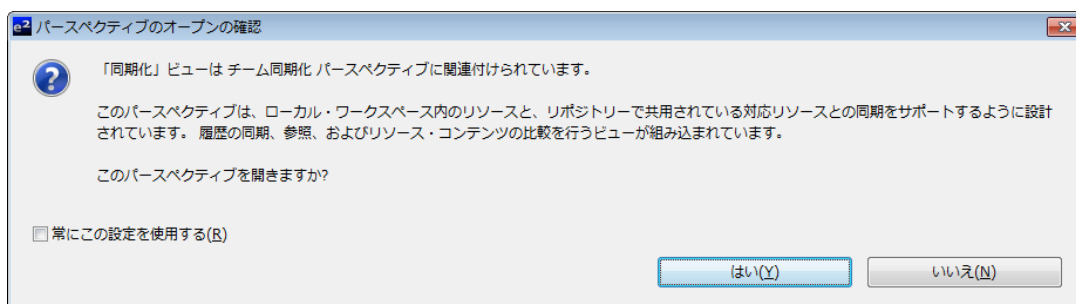 e² パースペクティブのオープンの確認
「同期化」ビューは チーム同期化 パースペクティブに関連付けられています。
このパースペクティブは、ローカル・ワークスペース内のリソースと、リポジトリーで共用されている対応リソースとの同期をサポートするように設計
されています。 履歴の同期、参照、およびリソース・コンテンツの比較を行うビューが組み込まれています。
このパースペクティブを開きますか?
常にこの設定を使用する(R)
はい(Y) いいえ(N)